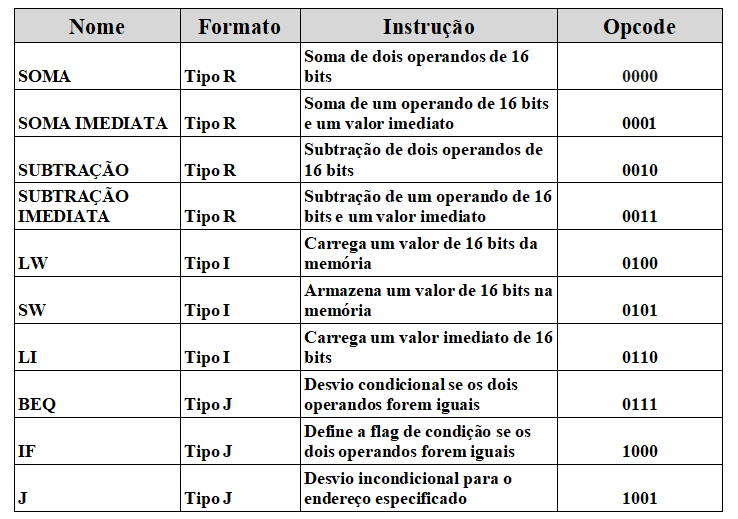 Nome Formato Instrução Opcode
SOMA Tipo R Soma de dois operandos de 16
bits 0000
SOMA IMEDIATA Tipo R Soma de um operando de 16 bits
e um valor imediato 0001
SUBTRAÇÃO Tipo R Subtração de dois operandos de
16 bits 0010
SUBTRAÇÃO
IMEDIATA Tipo R Subtração de um operando de 16
bits e um valor imediato 0011
LW Tipo I Carrega um valor de 16 bits da
memória 0100
SW Tipo I Armazena um valor de 16 bits na
memória 0101
LI Tipo I Carrega um valor imediato de 16
bits 0110
BEQ Tipo J Desvio condicional se os dois
operandos forem iguais 0111
IF Tipo J Define a flag de condição se os
dois operandos forem iguais 1000
J Tipo J Desvio incondicional para o
endereço especificado 1001